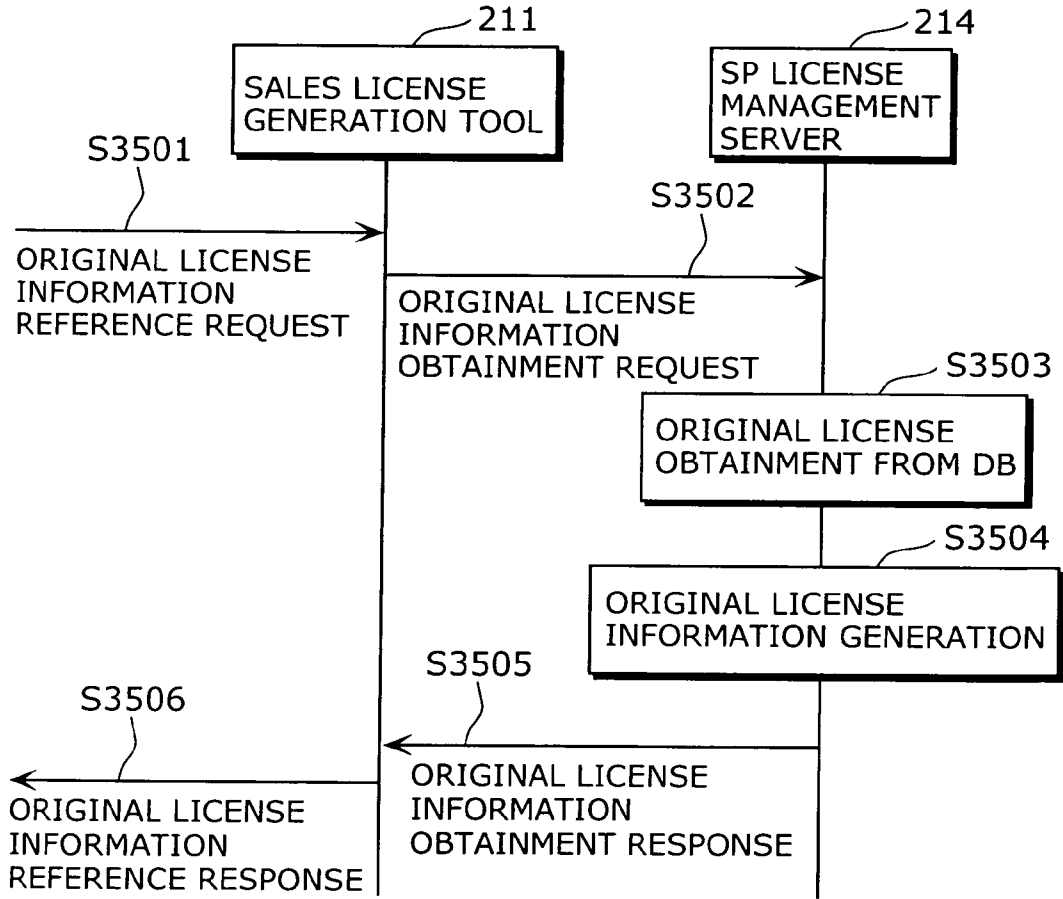 211
214
SALES LICENSE
GENERATION TOOL
SP LICENSE
MANAGEMENT
SERVER
S3501
ORIGINAL LICENSE
INFORMATION
REFERENCE REQUEST
S3502
ORIGINAL LICENSE
INFORMATION
OBTAINMENT REQUEST
S3503
ORIGINAL LICENSE
OBTAINMENT FROM DB
S3504
ORIGINAL LICENSE
INFORMATION GENERATION
S3505
ORIGINAL LICENSE
INFORMATION
OBTAINMENT RESPONSE
S3506
ORIGINAL LICENSE
INFORMATION
REFERENCE RESPONSE